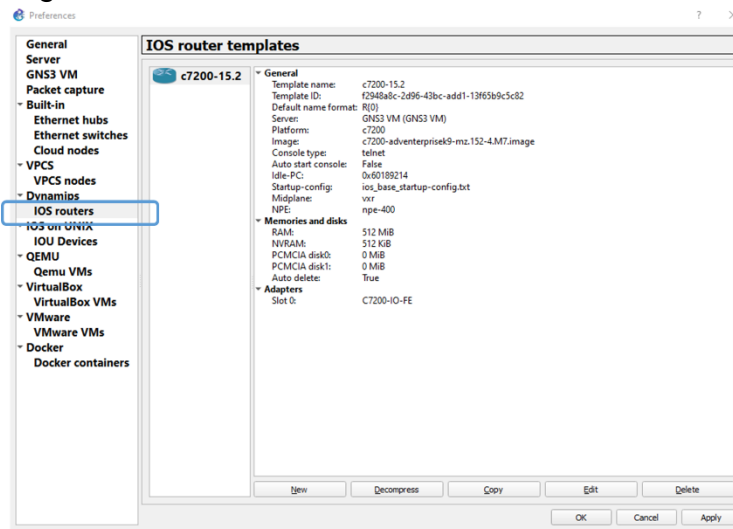 Preferences
?
General
Server
GNS3 VM
Packet capture
Built-in
Ethernet hubs
Ethernet switches
Cloud nodes
VPCS
VPCS nodes
Dynamips
IOS routers
IOS on UNIX
IOU Devices
QEMU
Qemu VMs
VirtualBox
VirtualBox VMs
VMware
VMware VMs
Docker
Docker containers
IOS router templates
c7200-15.2
General
Template name: c7200-15.2
Template ID: f2948a8c-2d96-43bc-add1-13f65b9c5c82
Default name format: R{0}
Server: GNS3 VM (GNS3 VM)
Platform: c7200
Image: c7200-adventerprisek9-mz.152-4.M7.image
Console type: telnet
Auto start console: False
Idle-PC: 0x60189214
Startup-config: ios_base_startup-config.txt
Midplane: vxr
NPE: npe-400
Memories and disks
RAM: 512 MiB
NVRAM: 512 KiB
PCMCIA disk0: 0 MiB
PCMCIA disk1: 0 MiB
Auto delete: True
Adapters
Slot 0: C7200-IO-FE
New Decompress Copy Edit Delete
OK Cancel Apply